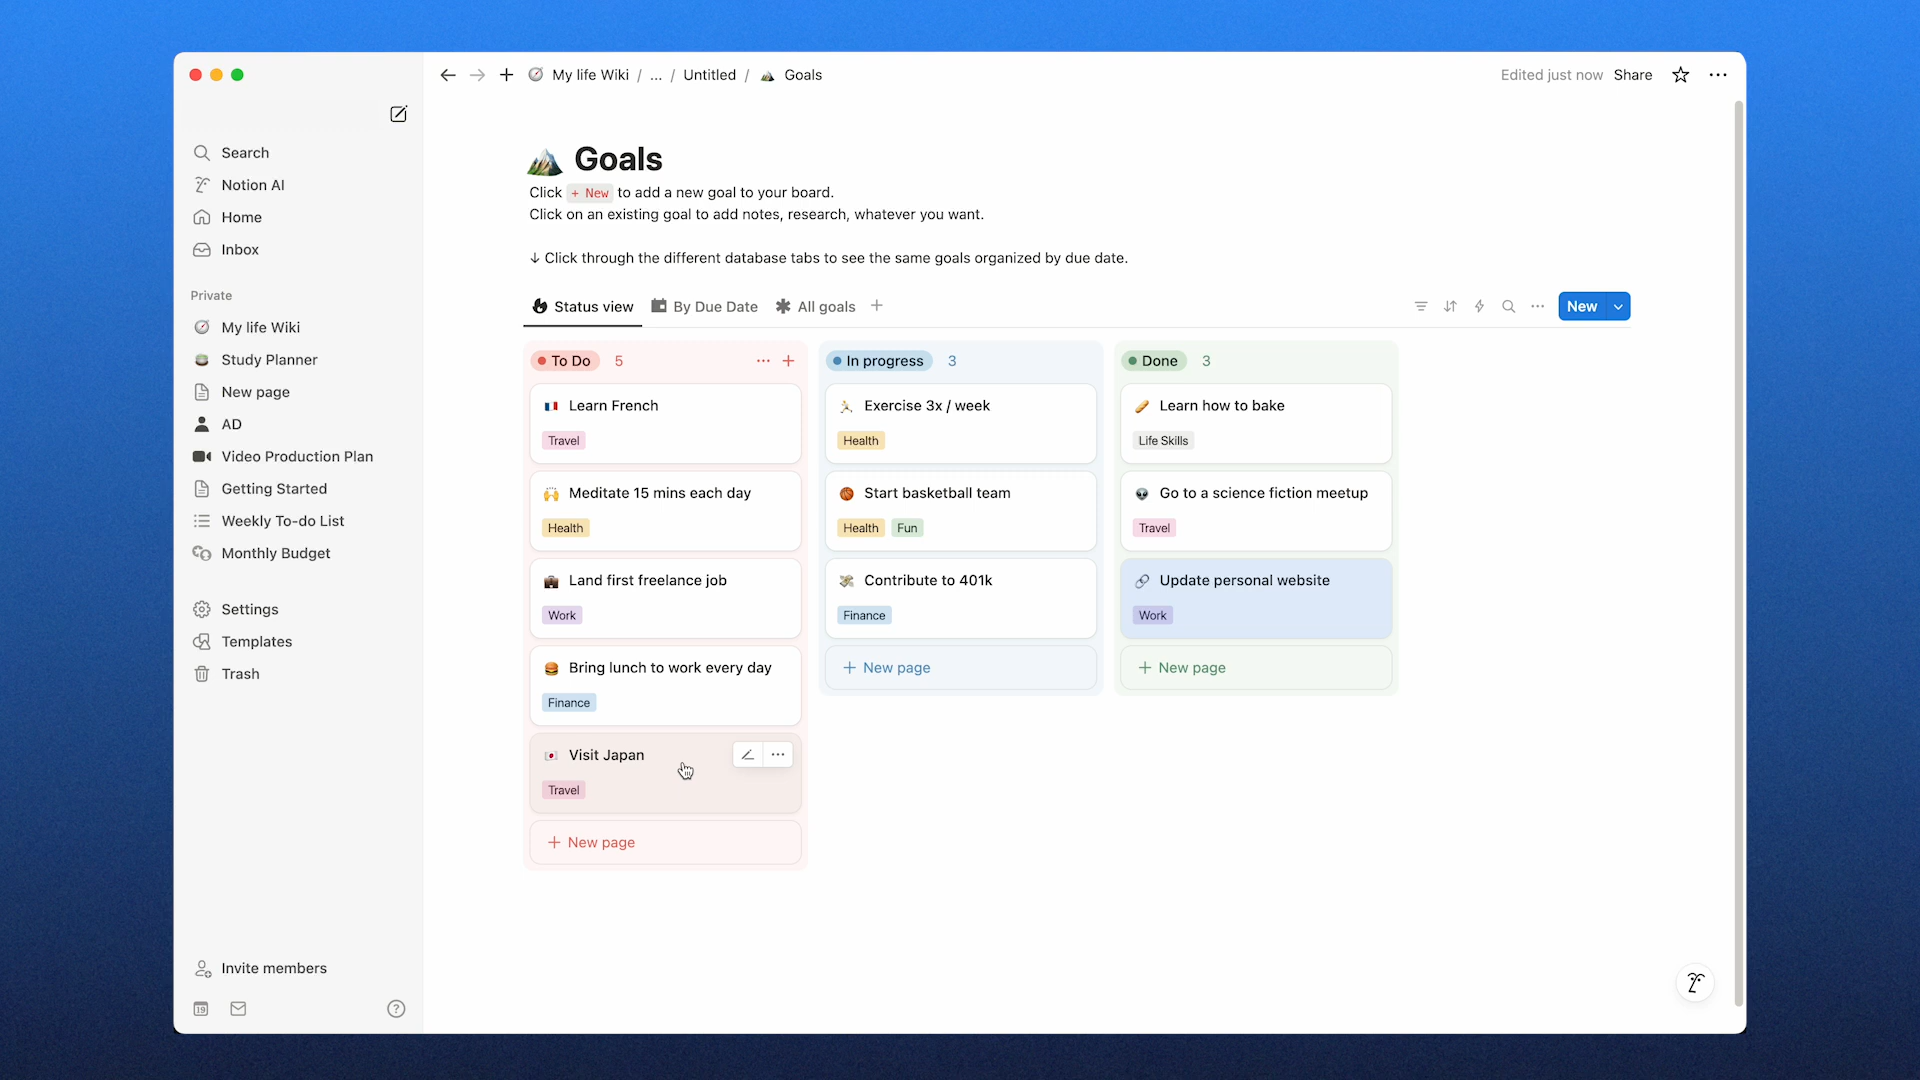 My life Wiki / ... / Untitled / Goals
Edited just now Share
Search
Notion AI
Home
Inbox
Private
My life Wiki
Study Planner
New page
AD
Video Production Plan
Getting Started
Weekly To-do List
Monthly Budget
Settings
Templates
Trash
Invite members
19
Goals
Click + New to add a new goal to your board.
Click on an existing goal to add notes, research, whatever you want.
↓ Click through the different database tabs to see the same goals organized by due date.
Status view By Due Date All goals
New
To Do 5
Learn French
Travel
Meditate 15 mins each day
Health
Land first freelance job
Work
Bring lunch to work every day
Finance
Visit Japan
Travel
+ New page
In progress 3
Exercise 3x / week
Health
Start basketball team
Health Fun
Contribute to 401k
Finance
+ New page
Done 3
Learn how to bake
Life Skills
Go to a science fiction meetup
Travel
Update personal website
Work
+ New page